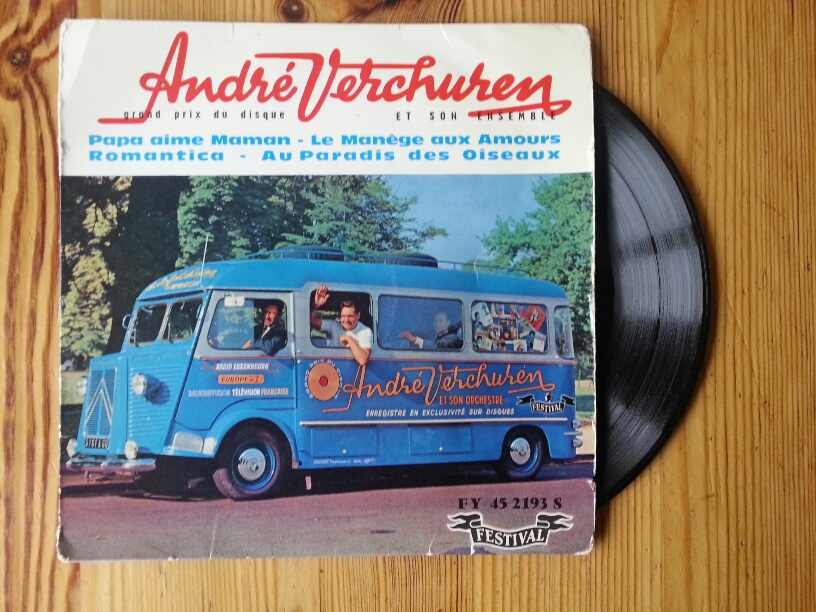 André Verchuren
grand prix du disque ET SON ENSEMBLE
Papa aime Maman - Le Manège aux Amours
Romantica - Au Paradis des Oiseaux
RADIO LUXEMBOURG
EUROPE N°1
RADIODIFFUSION TÉLÉVISION FRANÇAISE
André Verchuren
ET SON ORCHESTRE
ENREGISTRE EN EXCLUSIVITÉ SUR DISQUES
FESTIVAL
FY 45 2193 S
FESTIVAL